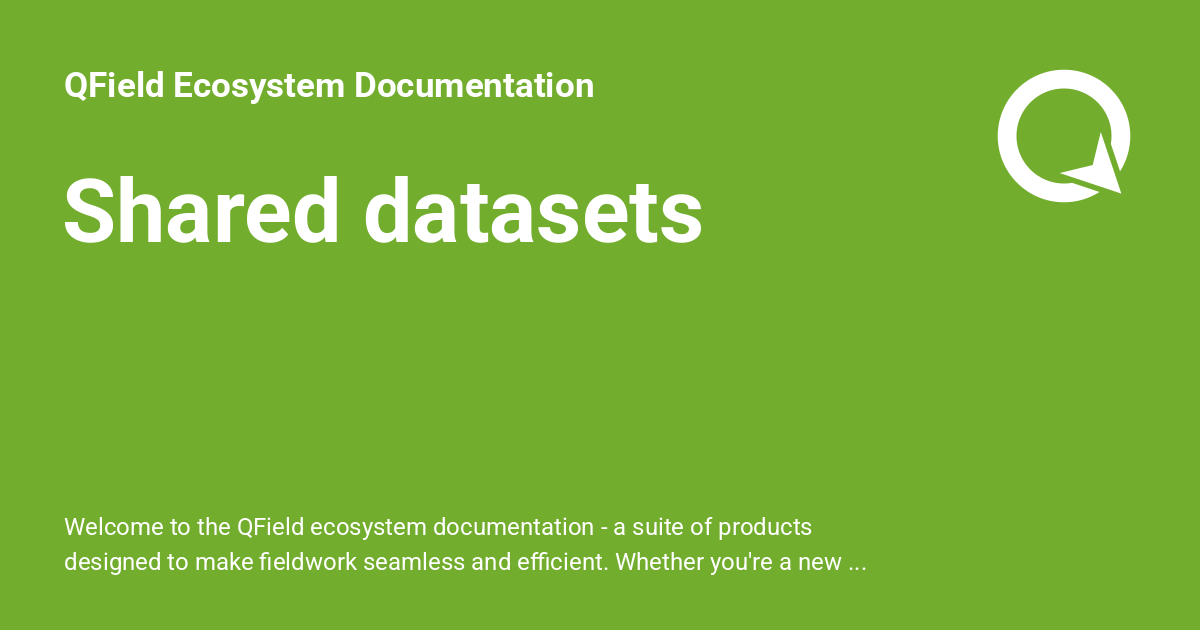 QField Ecosystem Documentation
Shared datasets
Welcome to the QField ecosystem documentation - a suite of products
designed to make fieldwork seamless and efficient. Whether you're a new ...